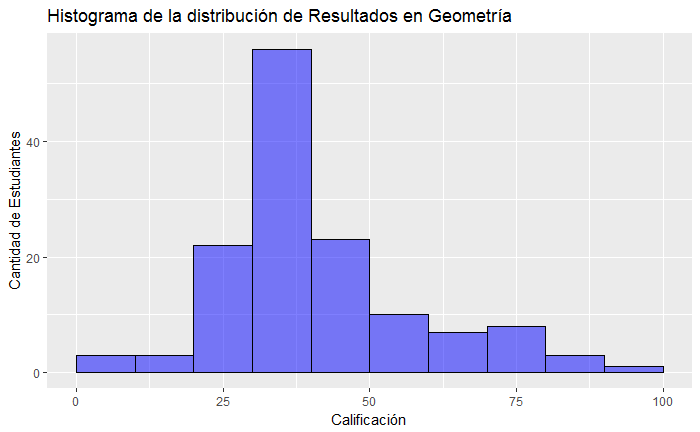 Histograma de la distribución de Resultados en Geometría
Cantidad de Estudiantes
40
20
0
0
25
50
75
100
Calificación